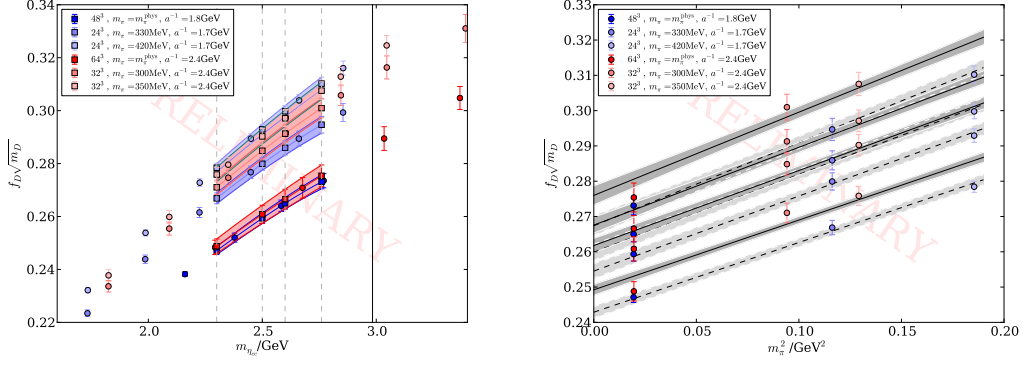 0.34
0.32
0.30
0.28
0.26
0.24
0.22
2.0
2.5
3.0
f_D√m_D
m_{η_cc}/GeV
48³ , m_π=m_π^phys, a⁻¹=1.8GeV
24³ , m_π=330MeV, a⁻¹=1.7GeV
24³ , m_π=420MeV, a⁻¹=1.7GeV
64³ , m_π=m_π^phys, a⁻¹=2.4GeV
32³ , m_π=300MeV, a⁻¹=2.4GeV
32³ , m_π=350MeV, a⁻¹=2.4GeV
RELIMINARY
0.33
0.32
0.31
0.30
0.29
0.28
0.27
0.26
0.25
0.24
0.00
0.05
0.10
0.15
0.20
f_D√m_D
m_π²/GeV²
48³ , m_π=m_π^phys, a⁻¹=1.8GeV
24³ , m_π=330MeV, a⁻¹=1.7GeV
24³ , m_π=420MeV, a⁻¹=1.7GeV
64³ , m_π=m_π^phys, a⁻¹=2.4GeV
32³ , m_π=300MeV, a⁻¹=2.4GeV
32³ , m_π=350MeV, a⁻¹=2.4GeV
RELIMINARY